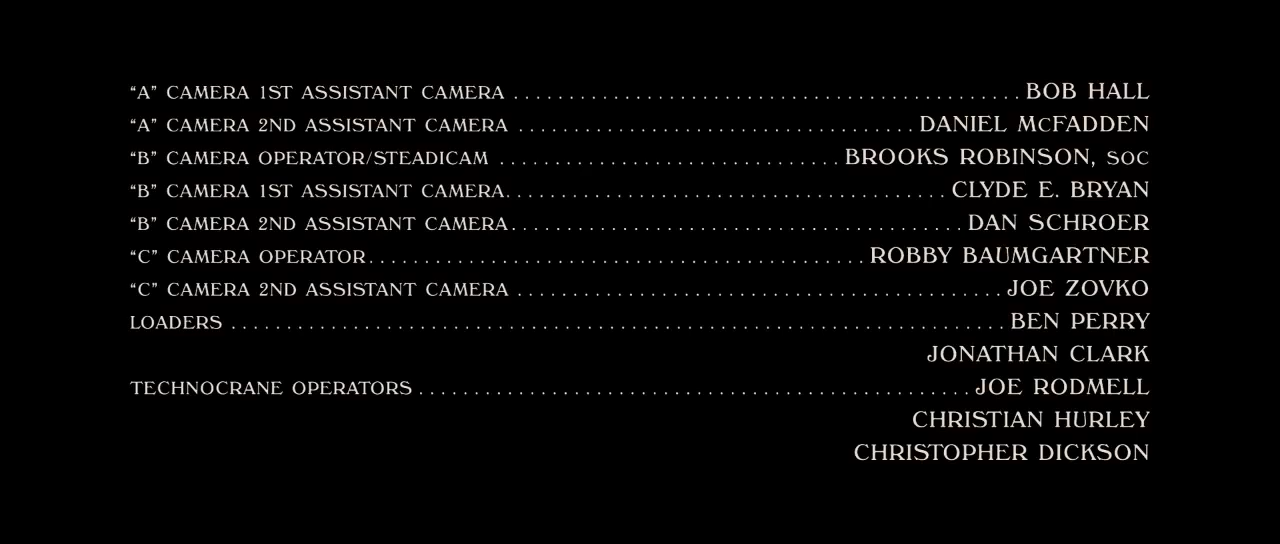 “A” CAMERA 1ST ASSISTANT CAMERA . . . . . . . . . . . . . . . . . . . . . . . . . . . . . . . . . . . . . . . . . . . . . . BOB HALL
“A” CAMERA 2ND ASSISTANT CAMERA . . . . . . . . . . . . . . . . . . . . . . . . . . . . . . . . . . . . DANIEL McFADDEN
“B” CAMERA OPERATOR/STEADICAM . . . . . . . . . . . . . . . . . . . . . . . . . . . . . . . BROOKS ROBINSON, SOC
“B” CAMERA 1ST ASSISTANT CAMERA. . . . . . . . . . . . . . . . . . . . . . . . . . . . . . . . . . . . . . . . CLYDE E. BRYAN
“B” CAMERA 2ND ASSISTANT CAMERA. . . . . . . . . . . . . . . . . . . . . . . . . . . . . . . . . . . . . . . . . DAN SCHROER
“C” CAMERA OPERATOR. . . . . . . . . . . . . . . . . . . . . . . . . . . . . . . . . . . . . . . . . . . . . ROBBY BAUMGARTNER
“C” CAMERA 2ND ASSISTANT CAMERA . . . . . . . . . . . . . . . . . . . . . . . . . . . . . . . . . . . . . . . . . . . . JOE ZOVKO
LOADERS . . . . . . . . . . . . . . . . . . . . . . . . . . . . . . . . . . . . . . . . . . . . . . . . . . . . . . . . . . . . . . . . . . . . . . BEN PERRY
JONATHAN CLARK
TECHNOCRANE OPERATORS . . . . . . . . . . . . . . . . . . . . . . . . . . . . . . . . . . . . . . . . . . . . . . . . . . JOE RODMELL
CHRISTIAN HURLEY
CHRISTOPHER DICKSON